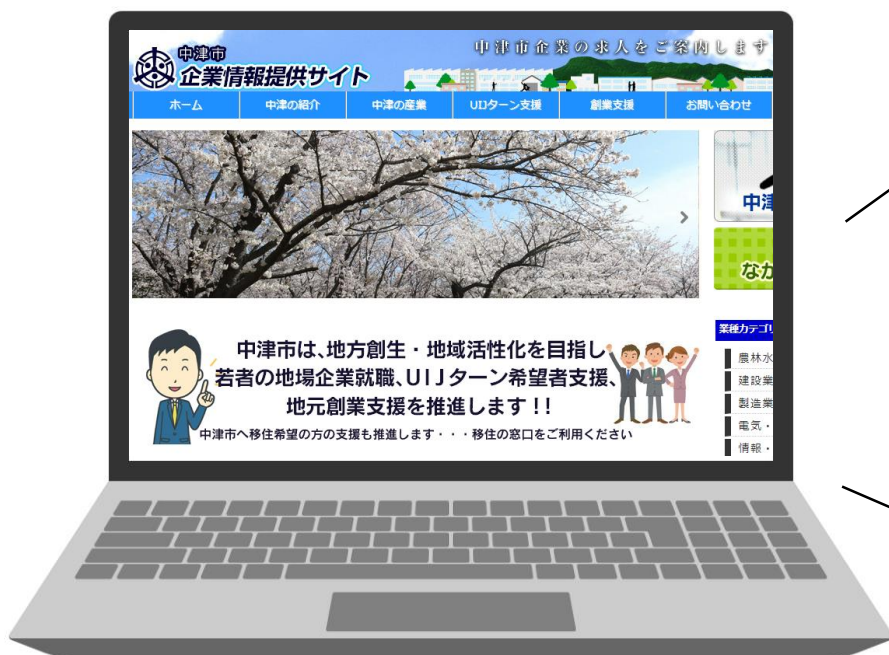 中津市
企業情報提供サイト
中津市企業の求人をご案内します
ホーム
中津の紹介
中津の産業
UIJターン支援
創業支援
お問い合わせ
中津
なか
業種カテゴリ
農林水
建設業
製造業
電気・
情報・
中津市は、地方創生・地域活性化を目指し
若者の地場企業就職、UIJターン希望者支援、
地元創業支援を推進します!!
中津市へ移住希望の方の支援も推進します・・・移住の窓口をご利用ください